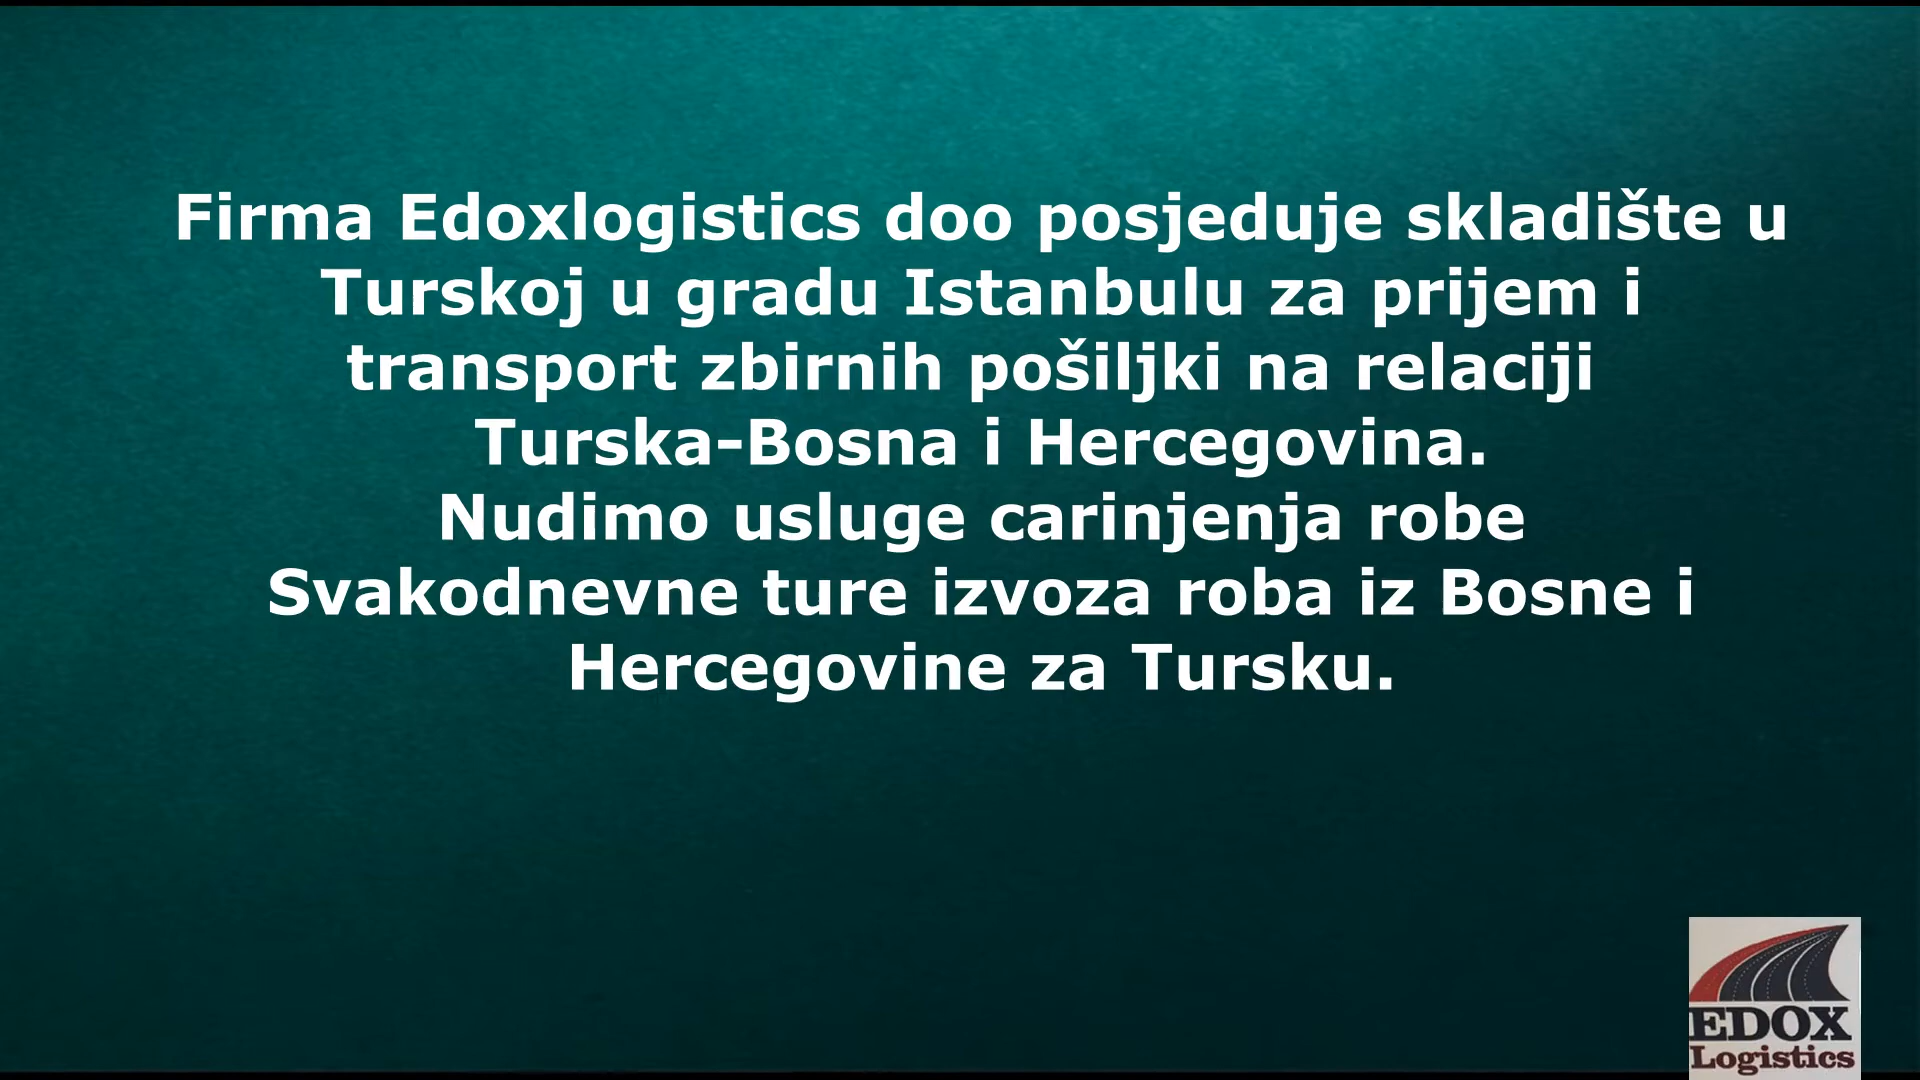 Firma Edoxlogistics doo posjeduje skladište u
Turskoj u gradu Istanbulu za prijem i
transport zbirnih pošiljki na relaciji
Turska-Bosna i Hercegovina.
Nudimo usluge carinjenja robe
Svakodnevne ture izvoza roba iz Bosne i
Hercegovine za Tursku.
EDOX
Logistics